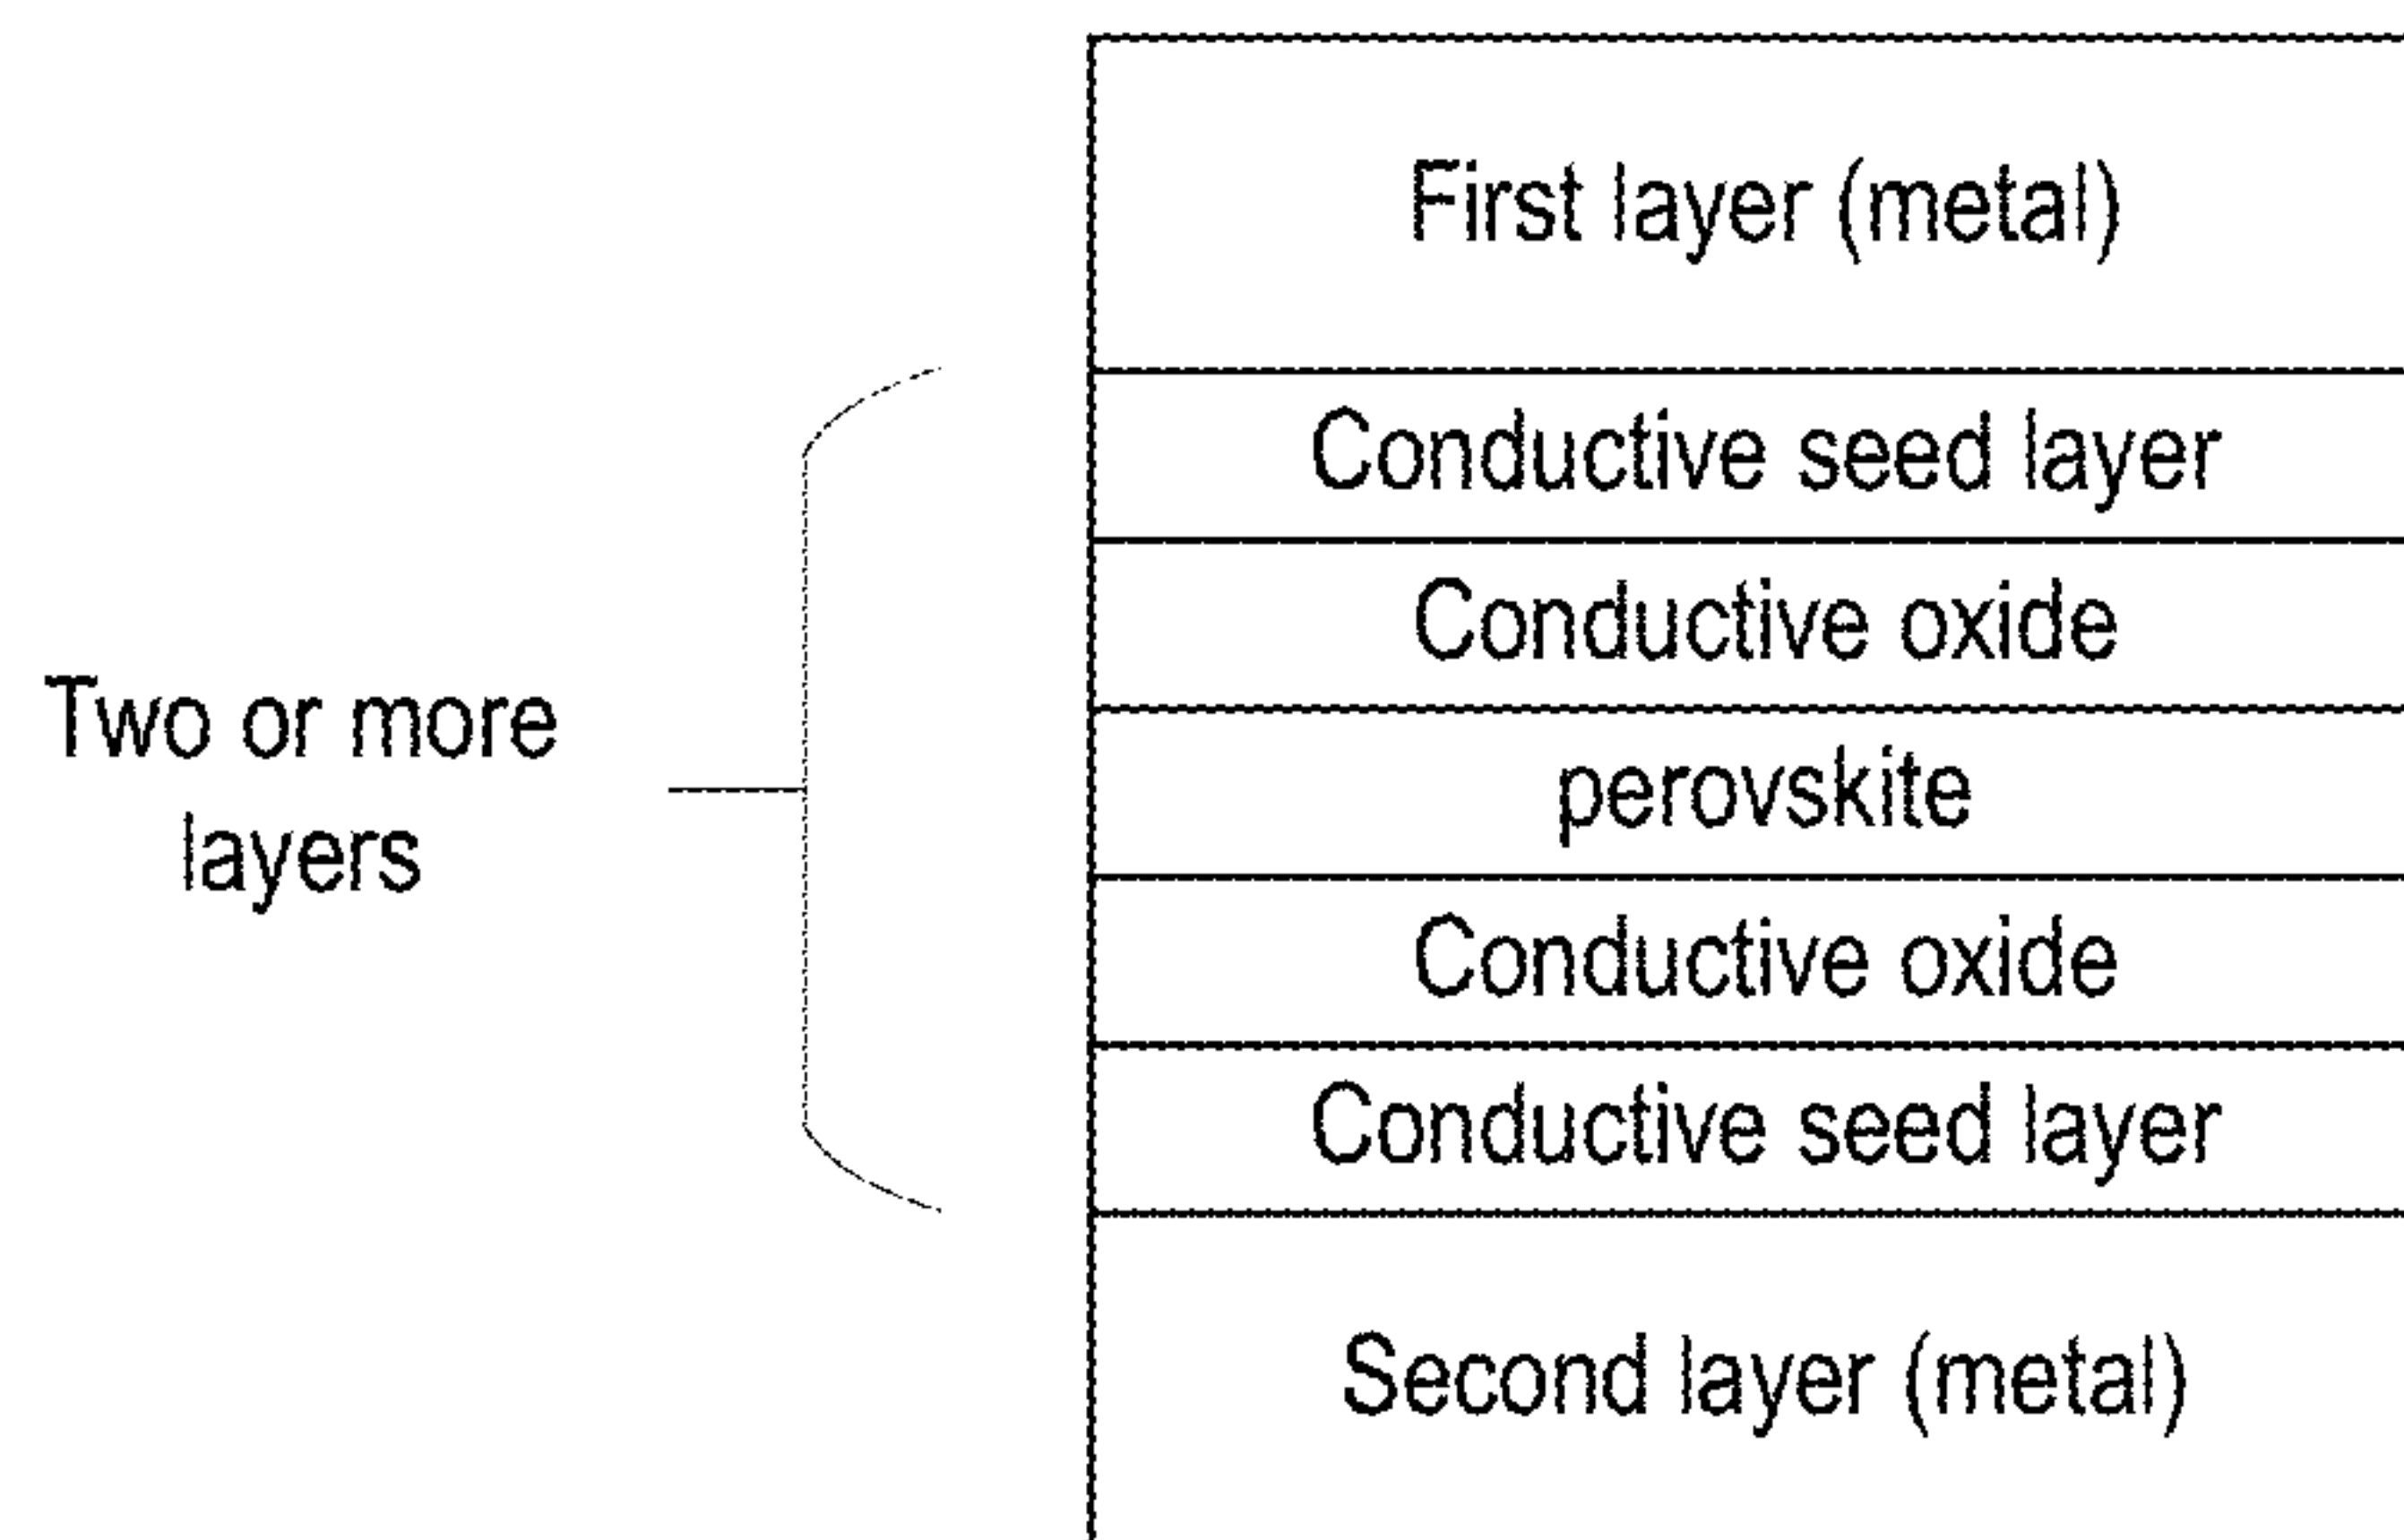 First layer (metal)
Conductive seed layer
Conductive oxide
Two or more
layers
perovskite
Conductive oxide
Conductive seed layer
Second layer (metal)